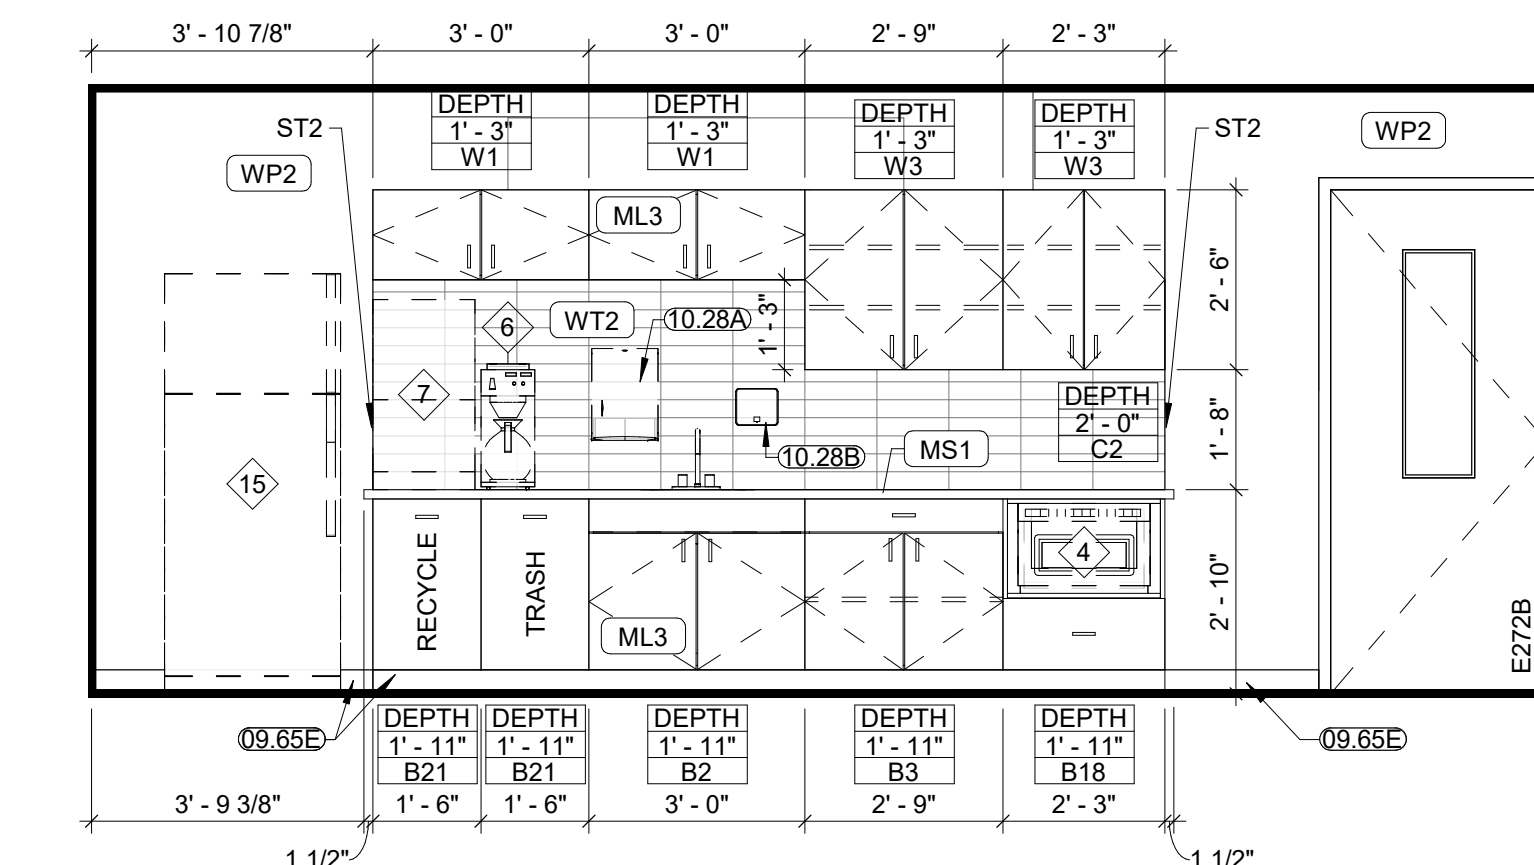 3' - 10 7/8" 3' - 0" 3' - 0" 2' - 9" 2' - 3"
DEPTH DEPTH DEPTH DEPTH
1' - 3" 1' - 3" 1' - 3" 1' - 3"
W1 W1 W3 W3
ST2 ST2
WP2 WP2
ML3
2' - 6"
1' - 3"
6 WT2 10.28A
7
DEPTH
2' - 0"
C2
1' - 8"
10.28B MS1
15
4
RECYCLE TRASH
2' - 10"
ML3
E272B
09.65E 09.65E
DEPTH DEPTH DEPTH DEPTH DEPTH
1' - 11" 1' - 11" 1' - 11" 1' - 11" 1' - 11"
B21 B21 B2 B3 B18
3' - 9 3/8" 1' - 6" 1' - 6" 3' - 0" 2' - 9" 2' - 3"
1 1/2" 1 1/2"